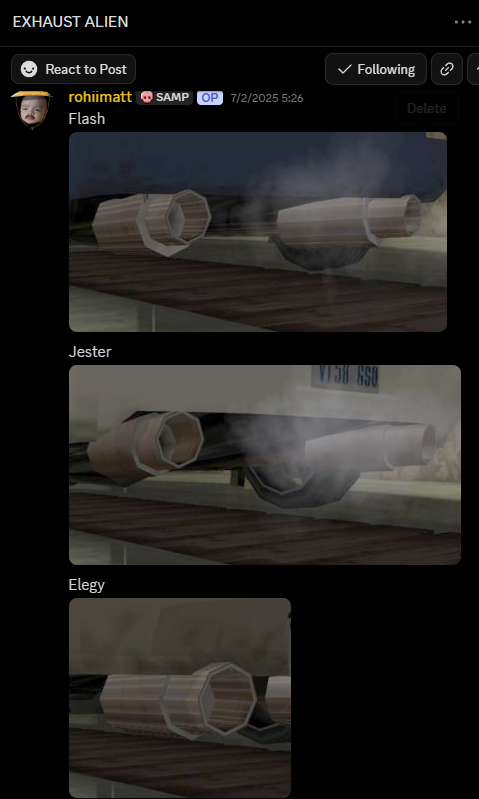 EXHAUST ALIEN
React to Post
Following
rohiimatt SAMP OP 7/2/2025 5:26
Delete
Flash
Jester
Elegy